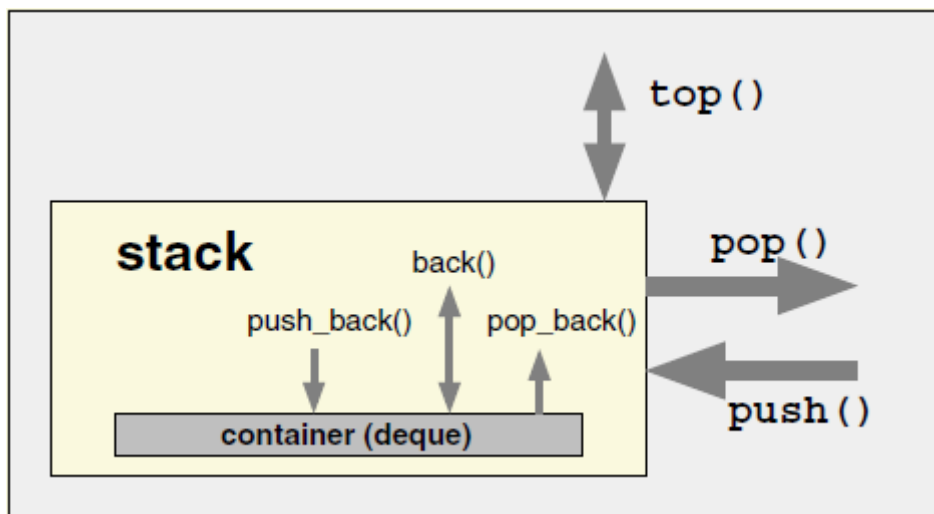 top()
stack
pop()
back()
push_back()
pop_back()
push()
container (deque)